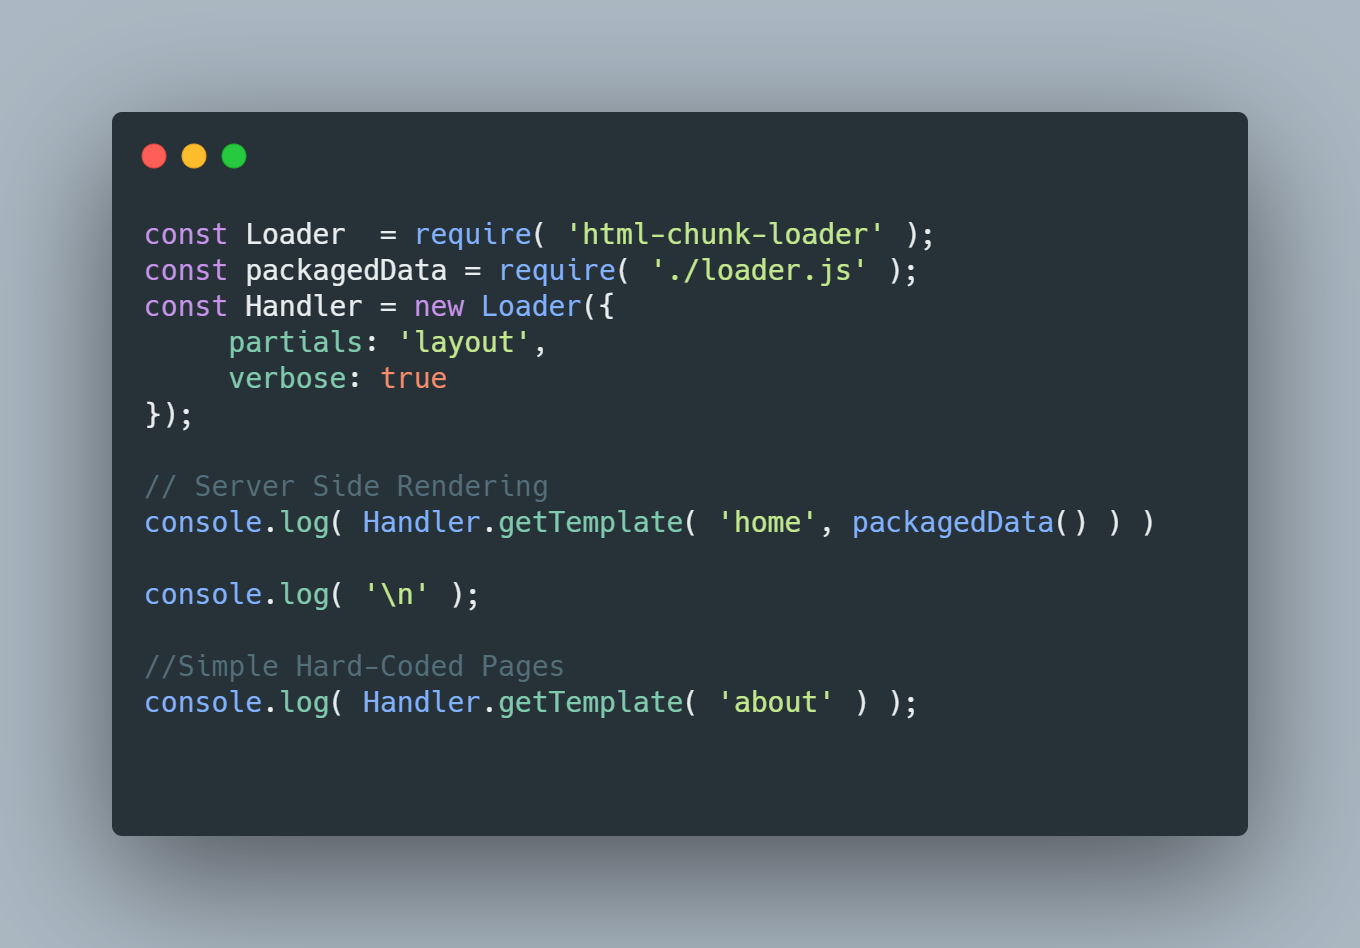 const Loader  = require( 'html-chunk-loader' );
const packagedData = require( './loader.js' );
const Handler = new Loader({
     partials: 'layout',
     verbose: true
});
// Server Side Rendering
console.log( Handler.getTemplate( 'home', packagedData() ) )
console.log( '\n' );
//Simple Hard-Coded Pages
console.log( Handler.getTemplate( 'about' ) );